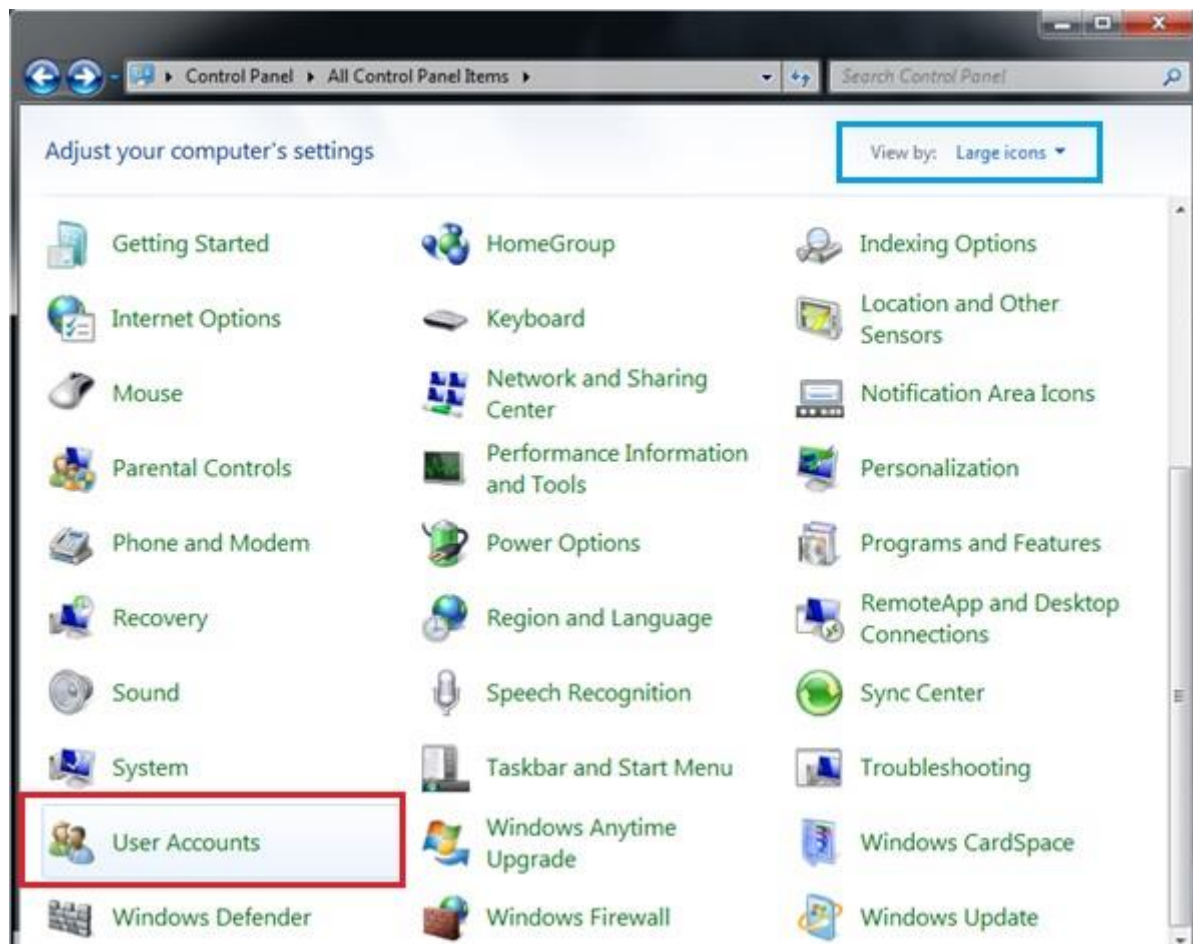 Control Panel All Control Panel Items
Search Control Panel
Adjust your computer's settings
View by: Large icons
Getting Started
HomeGroup
Indexing Options
Internet Options
Keyboard
Location and Other
Sensors
Mouse
Network and Sharing
Center
Notification Area Icons
Parental Controls
Performance Information
and Tools
Personalization
Phone and Modem
Power Options
Programs and Features
Recovery
Region and Language
RemoteApp and Desktop
Connections
Sound
Speech Recognition
Sync Center
System
Taskbar and Start Menu
Troubleshooting
User Accounts
Windows Anytime
Upgrade
Windows CardSpace
Windows Defender
Windows Firewall
Windows Update